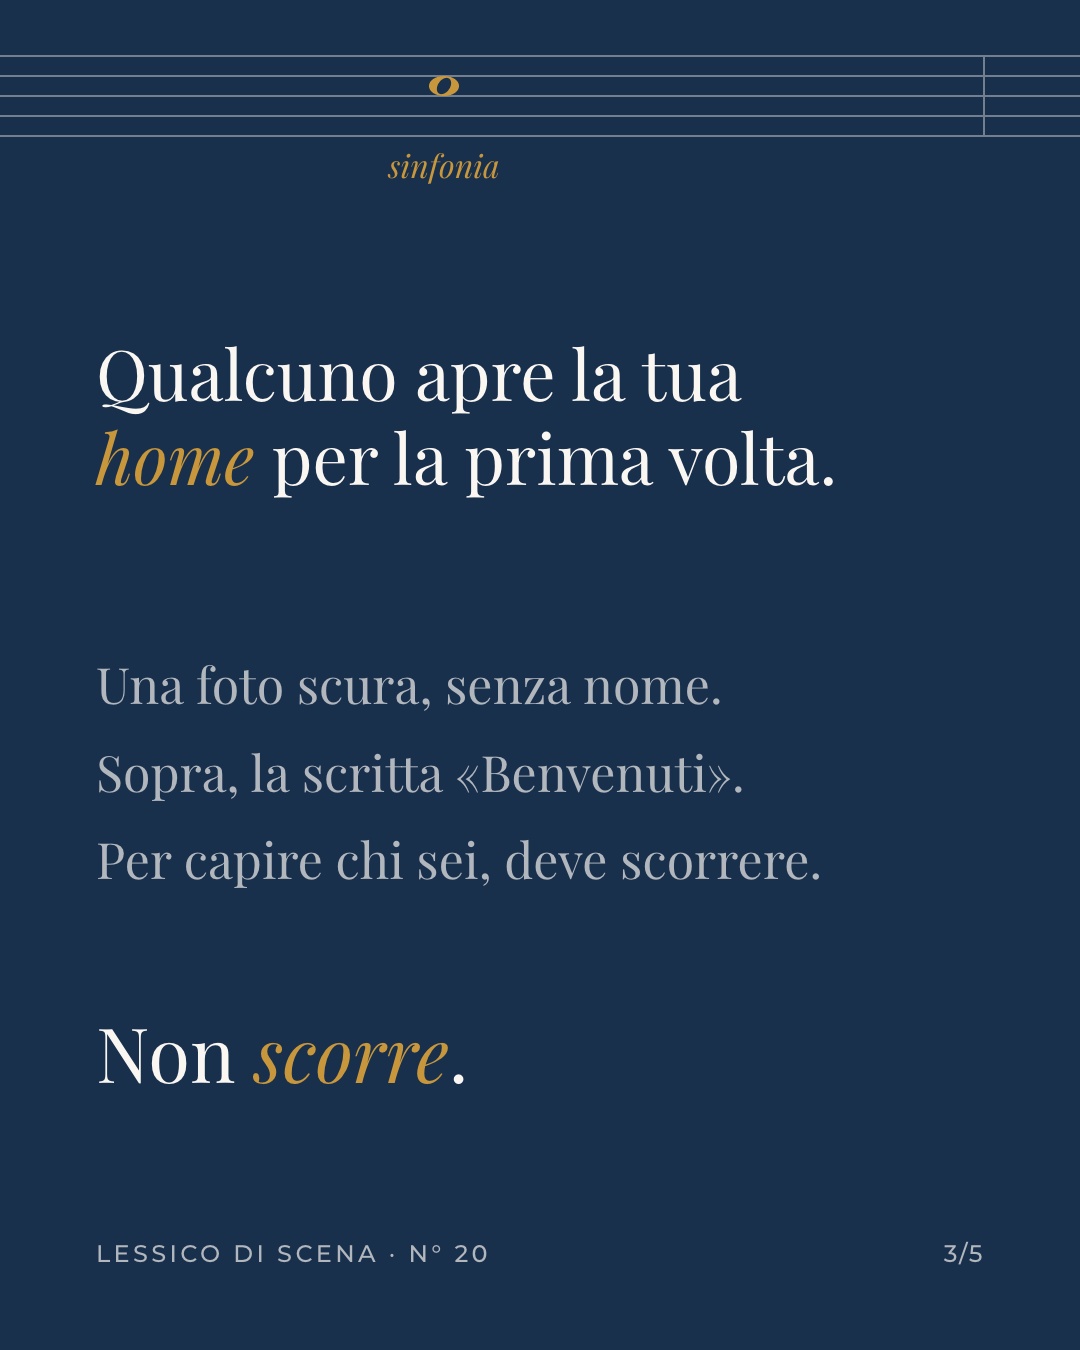 sinfonia
Qualcuno apre la tua
home per la prima volta.
Una foto scura, senza nome.
Sopra, la scritta «Benvenuti».
Per capire chi sei, deve scorrere.
Non scorre.
LESSICO DI SCENA · N° 20
3/5